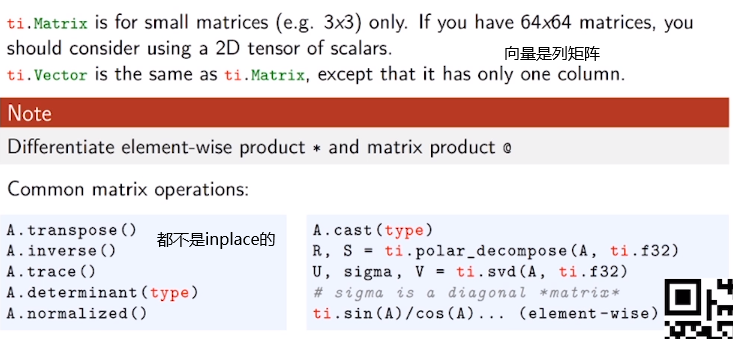 ti.Matrix is for small matrices (e.g. 3x3) only. If you have 64x64 matrices, you
should consider using a 2D tensor of scalars.
向量是列矩阵
ti.Vector is the same as ti.Matrix, except that it has only one column.
Note
Differentiate element-wise product * and matrix product @
Common matrix operations:
A.transpose()
A.inverse()
A.trace()
A.determinant(type)
A.normalized()
都不是inplace的
A.cast(type)
R, S = ti.polar_decompose(A, ti.f32)
U, sigma, V = ti.svd(A, ti.f32)
# sigma is a diagonal *matrix*
ti.sin(A)/cos(A)... (element-wise)